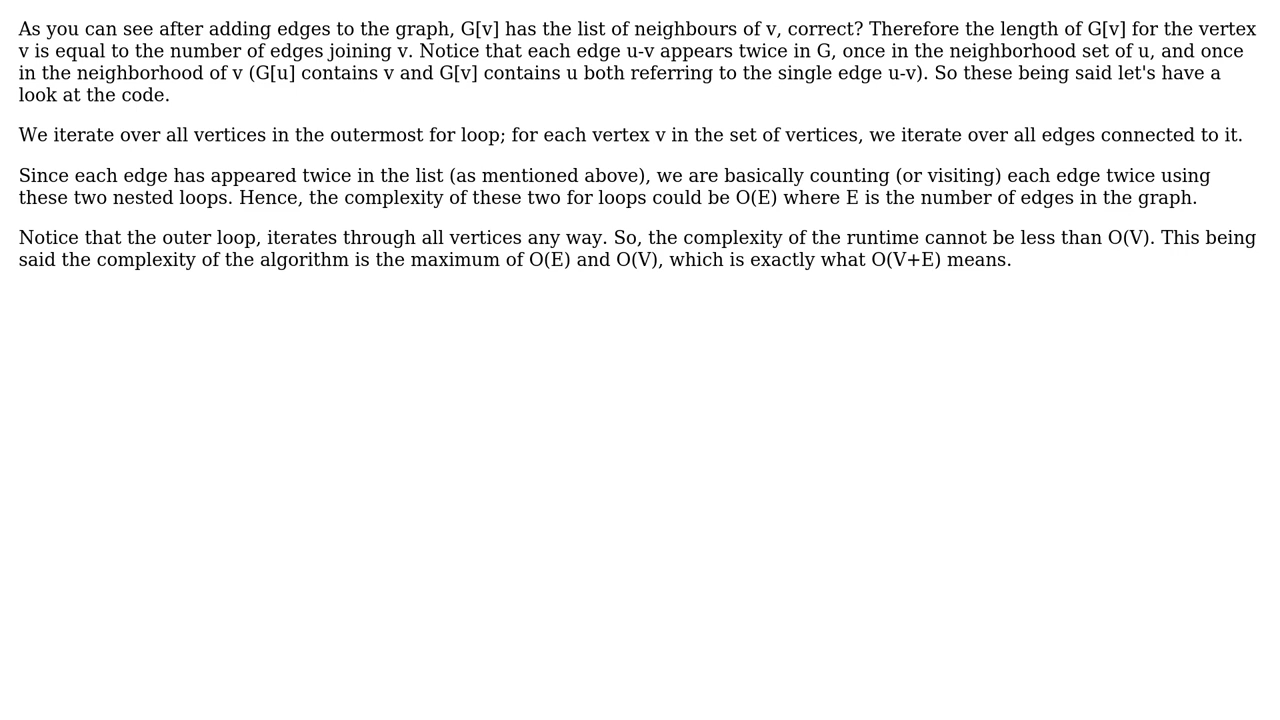 As you can see after adding edges to the graph, G[v] has the list of neighbours of v, correct? Therefore the length of G[v] for the vertex
v is equal to the number of edges joining v. Notice that each edge u-v appears twice in G, once in the neighborhood set of u, and once
in the neighborhood of v (G[u] contains v and G[v] contains u both referring to the single edge u-v). So these being said let's have a
look at the code.
We iterate over all vertices in the outermost for loop; for each vertex v in the set of vertices, we iterate over all edges connected to it.
Since each edge has appeared twice in the list (as mentioned above), we are basically counting (or visiting) each edge twice using
these two nested loops. Hence, the complexity of these two for loops could be O(E) where E is the number of edges in the graph.
Notice that the outer loop, iterates through all vertices any way. So, the complexity of the runtime cannot be less than O(V). This being
said the complexity of the algorithm is the maximum of O(E) and O(V), which is exactly what O(V+E) means.